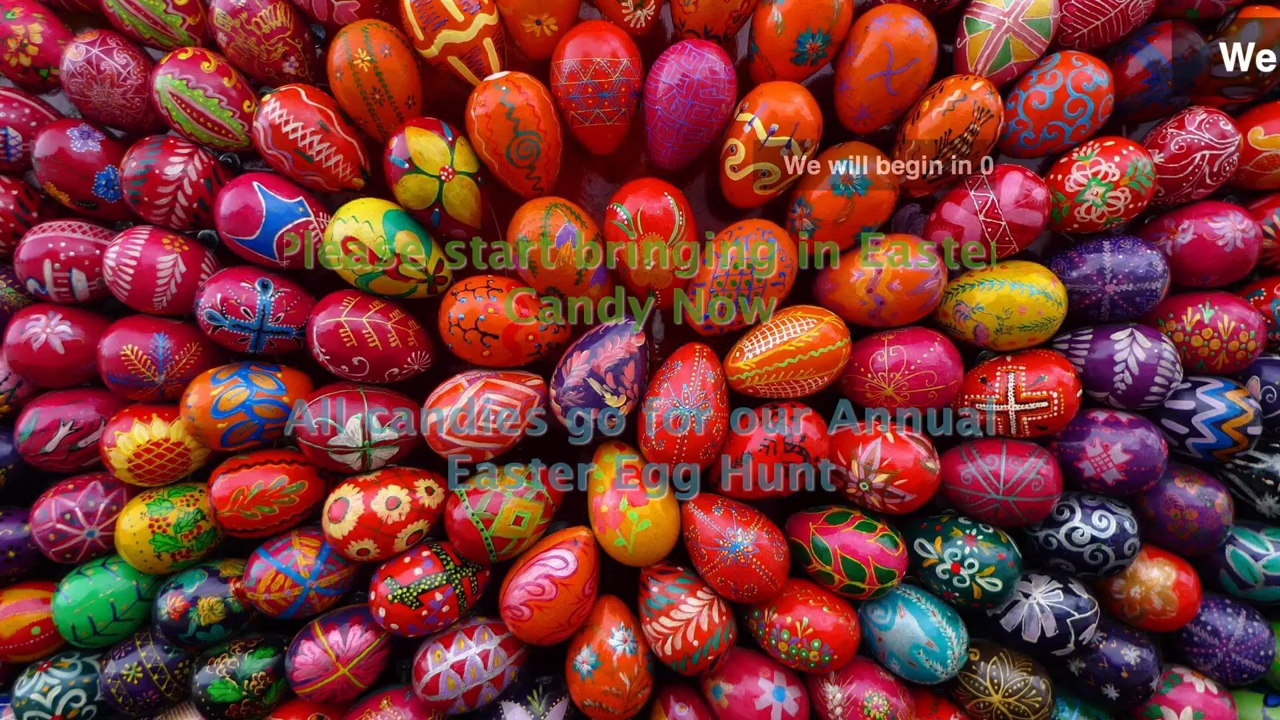 We
We will begin in 0
Please start bringing in Easter
Candy Now
All candies go for our Annual
Easter Egg Hunt